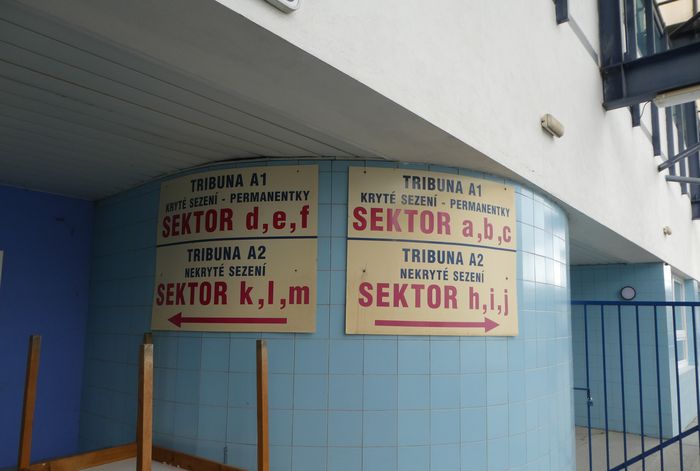 TRIBUNA A1
KRYTÉ SEZENÍ - PERMANENTKY
SEKTOR d,e,f
TRIBUNA A2
NEKRYTÉ SEZENÍ
SEKTOR k,l,m
TRIBUNA A1
KRYTÉ SEZENÍ - PERMANENTKY
SEKTOR a,b,c
TRIBUNA A2
NEKRYTÉ SEZENÍ
SEKTOR h,i,j